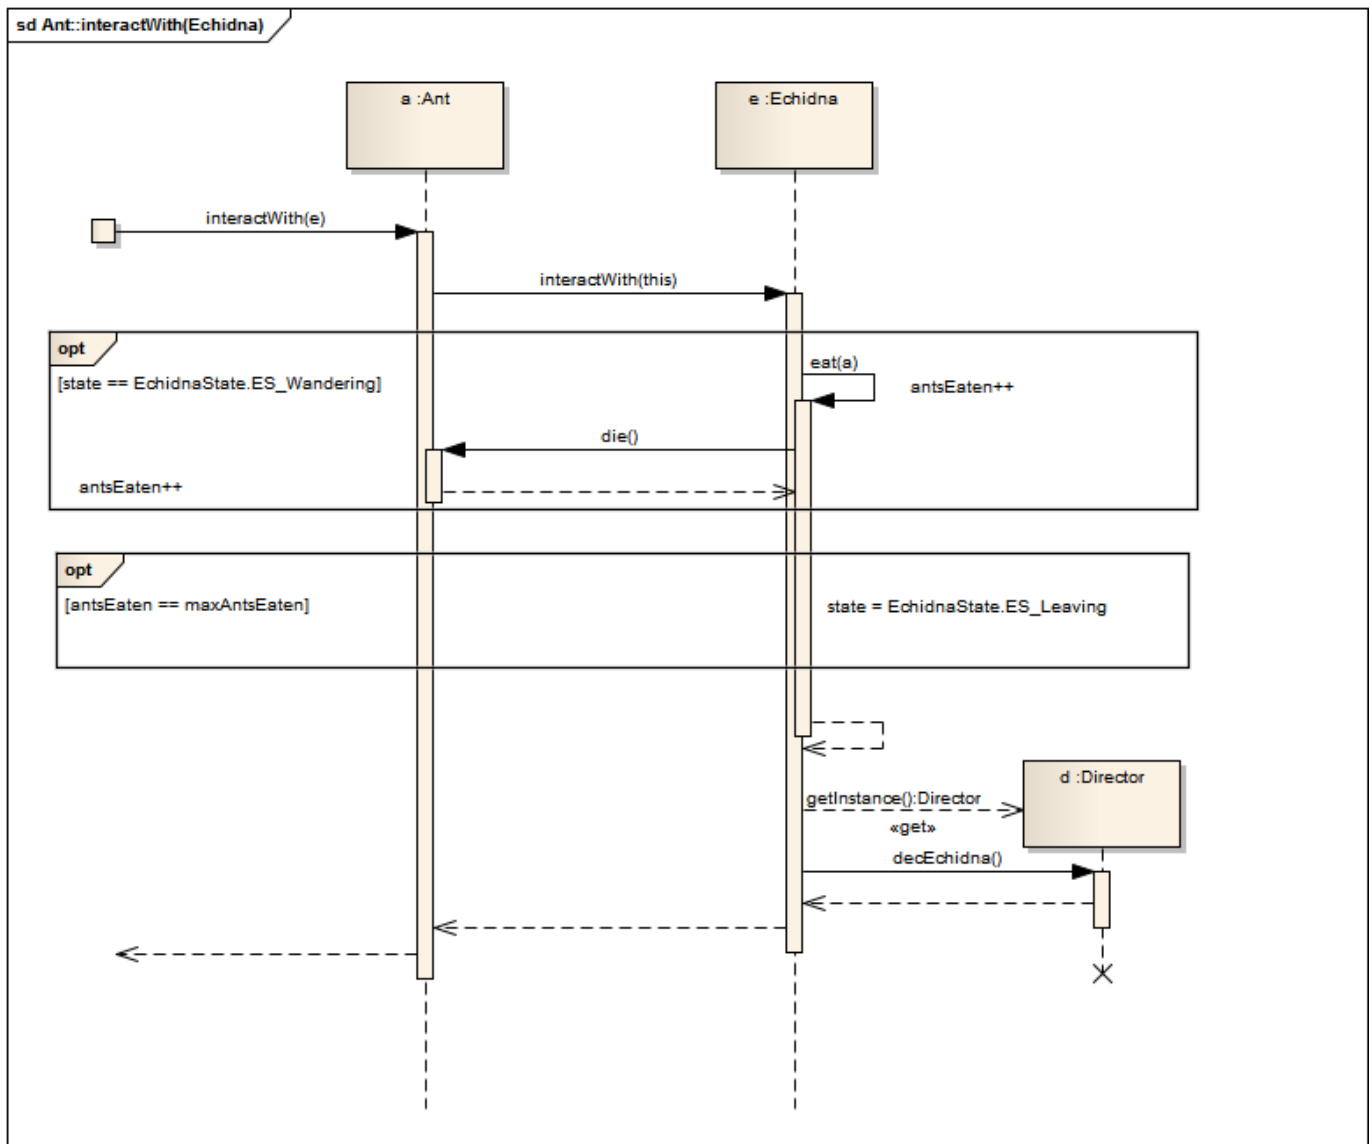 sd Ant::interactWith(Echidna)
a :Ant
e :Echidna
interactWith(e)
interactWith(this)
opt
[state == EchidnaState.ES_Wandering]
eat(a)
antsEaten++
die()
antsEaten++
opt
[antsEaten == maxAntsEaten]
state = EchidnaState.ES_Leaving
d :Director
getInstance():Director
«get»
decEchidna()